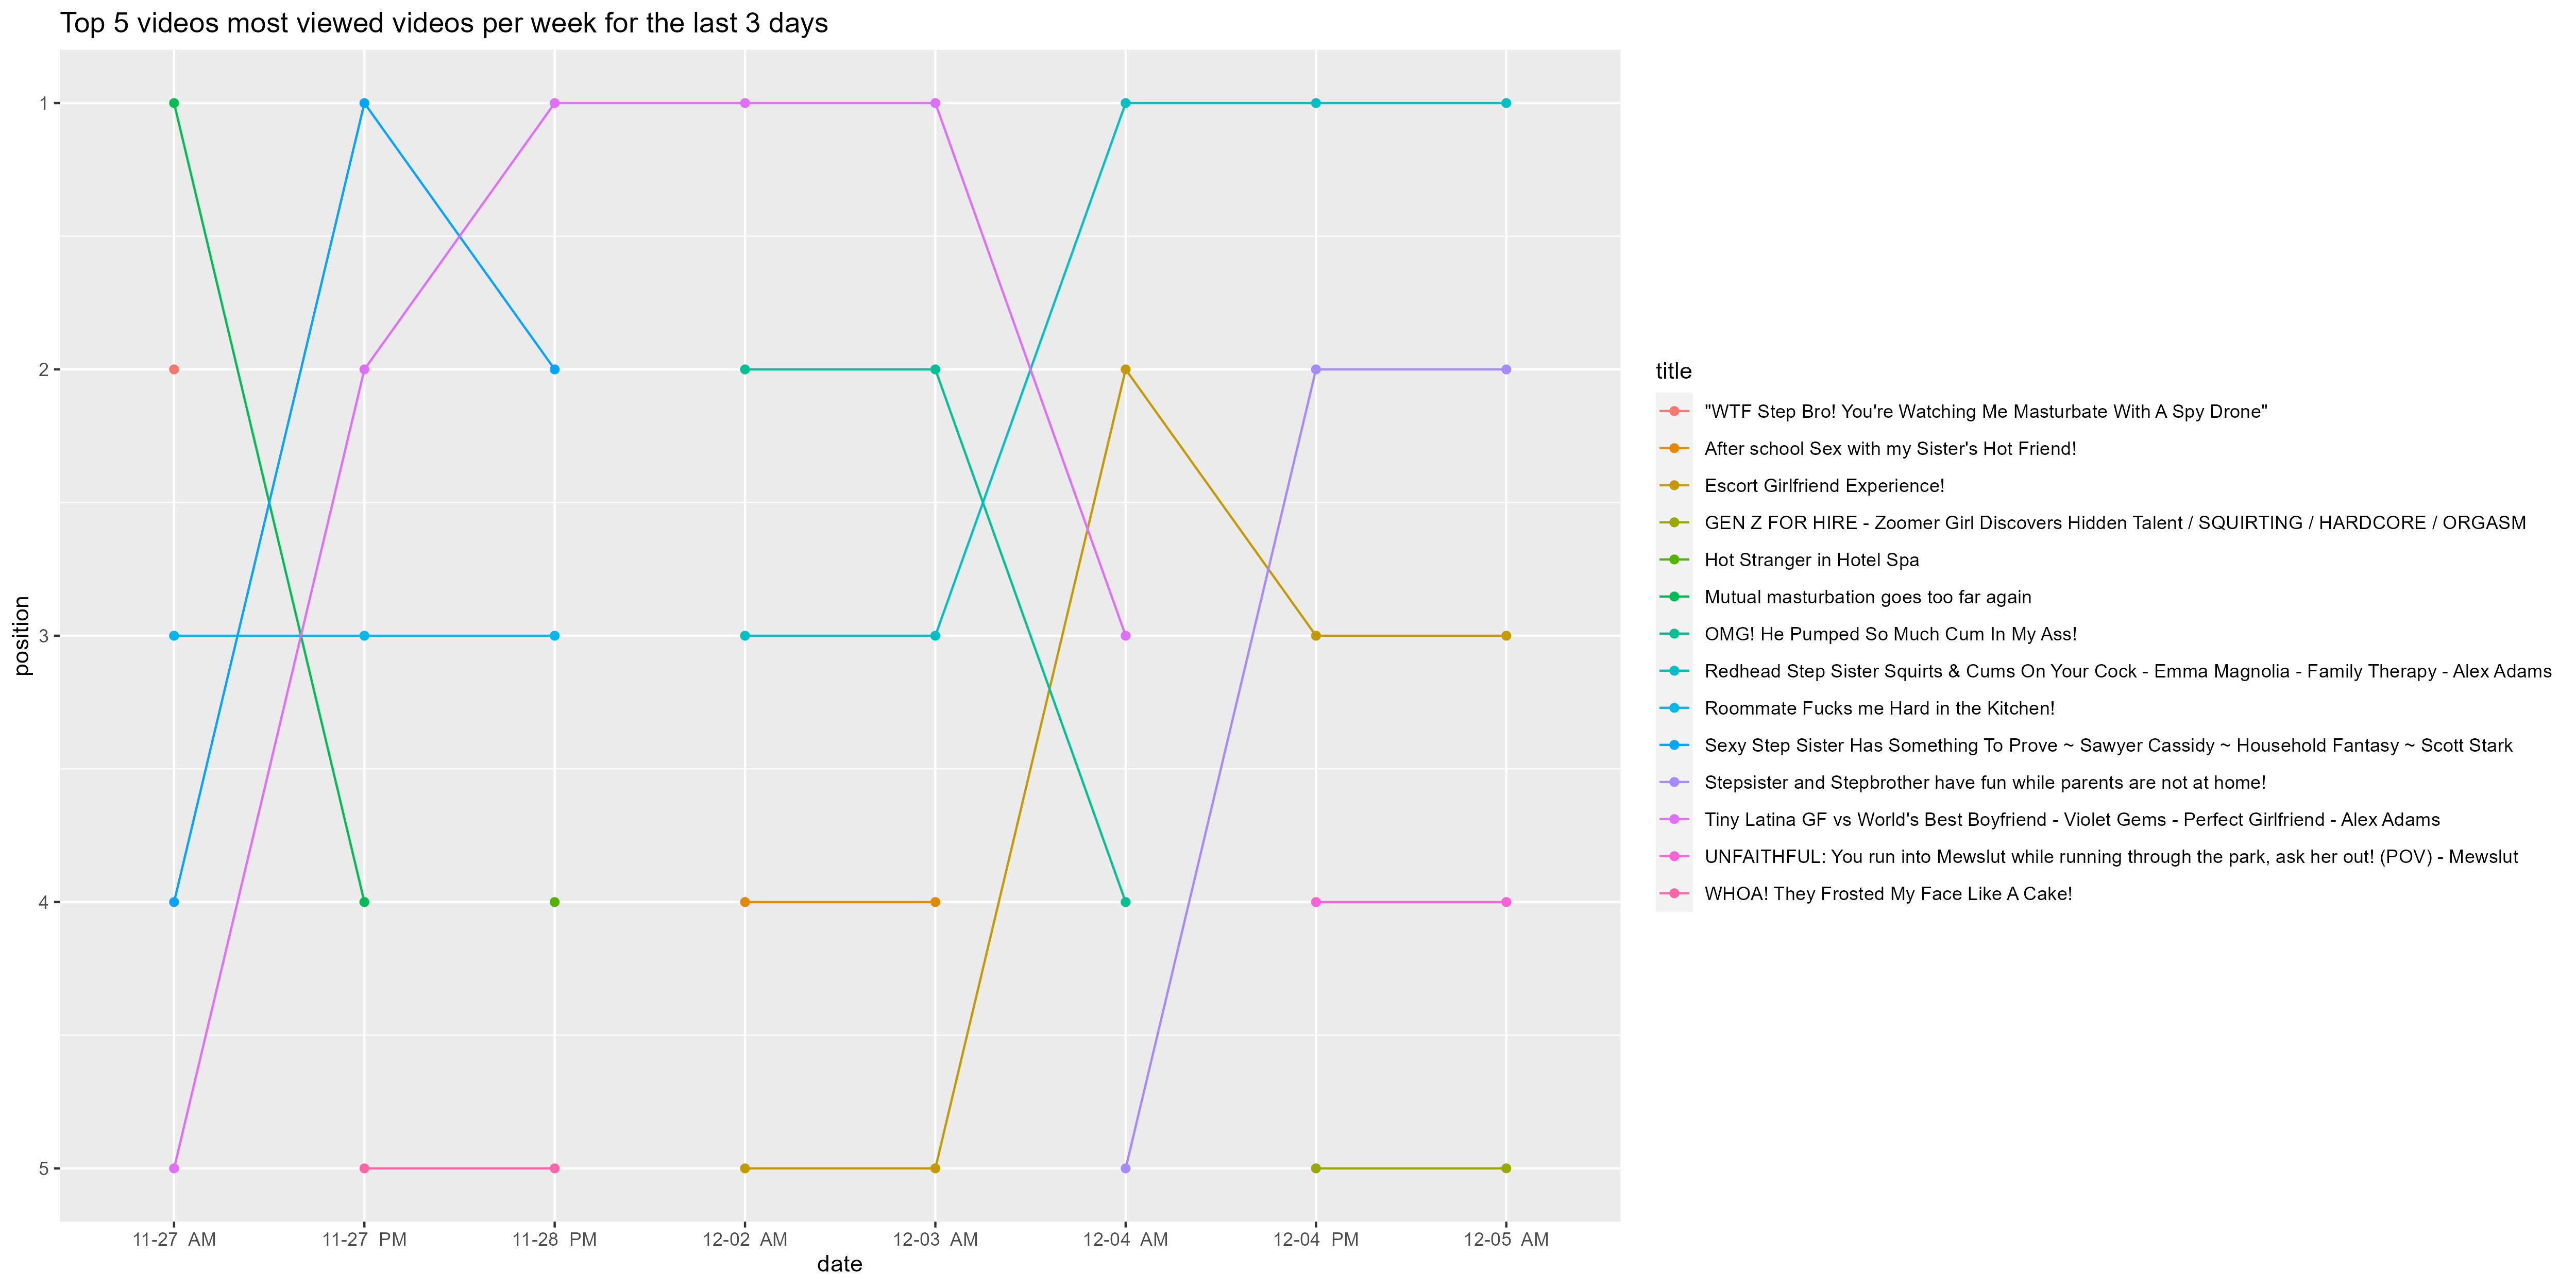 Top 5 videos most viewed videos per week for the last 3 days
position
1
2
3
4
5
11-27 AM
11-27 PM
11-28 PM
12-02 AM
12-03 AM
12-04 AM
12-04 PM
12-05 AM
date
title
"WTF Step Bro! You're Watching Me Masturbate With A Spy Drone"
After school Sex with my Sister's Hot Friend!
Escort Girlfriend Experience!
GEN Z FOR HIRE - Zoomer Girl Discovers Hidden Talent / SQUIRTING / HARDCORE / ORGASM
Hot Stranger in Hotel Spa
Mutual masturbation goes too far again
OMG! He Pumped So Much Cum In My Ass!
Redhead Step Sister Squirts & Cums On Your Cock - Emma Magnolia - Family Therapy - Alex Adams
Roommate Fucks me Hard in the Kitchen!
Sexy Step Sister Has Something To Prove ~ Sawyer Cassidy ~ Household Fantasy ~ Scott Stark
Stepsister and Stepbrother have fun while parents are not at home!
Tiny Latina GF vs World's Best Boyfriend - Violet Gems - Perfect Girlfriend - Alex Adams
UNFAITHFUL: You run into Mewslut while running through the park, ask her out! (POV) - Mewslut
WHOA! They Frosted My Face Like A Cake!